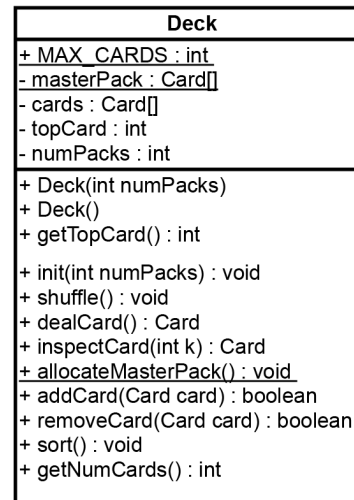 Deck
+ MAX_CARDS : int
- masterPack : Card[]
- cards : Card[]
- topCard : int
- numPacks : int
+ Deck(int numPacks)
+ Deck()
+ getTopCard() : int
+ init(int numPacks) : void
+ shuffle() : void
+ dealCard() : Card
+ inspectCard(int k) : Card
+ allocateMasterPack() : void
+ addCard(Card card) : boolean
+ removeCard(Card card) : boolean
+ sort() : void
+ getNumCards() : int